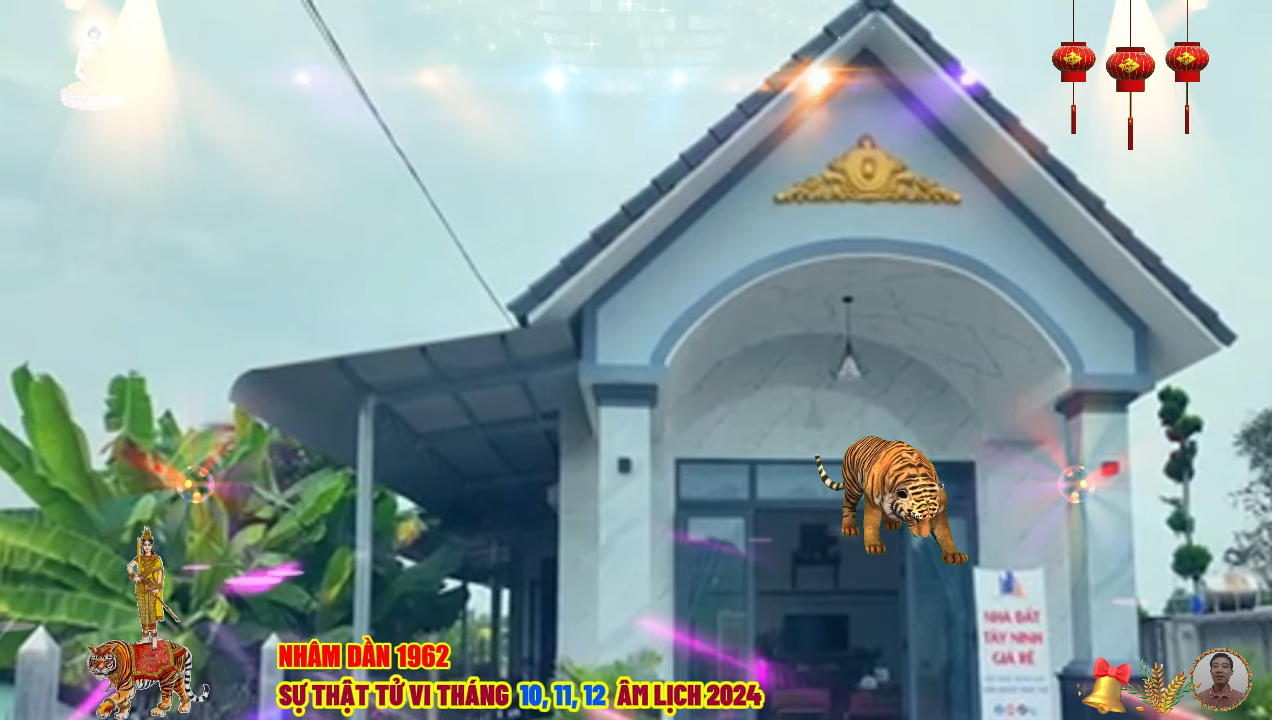 NHÂM DẦN 1962
SỰ THẬT TỬ VI THÁNG 10, 11, 12 ÂM LỊCH 2024
NHÀ ĐẤT
TÂY NINH
GIÁ RẺ